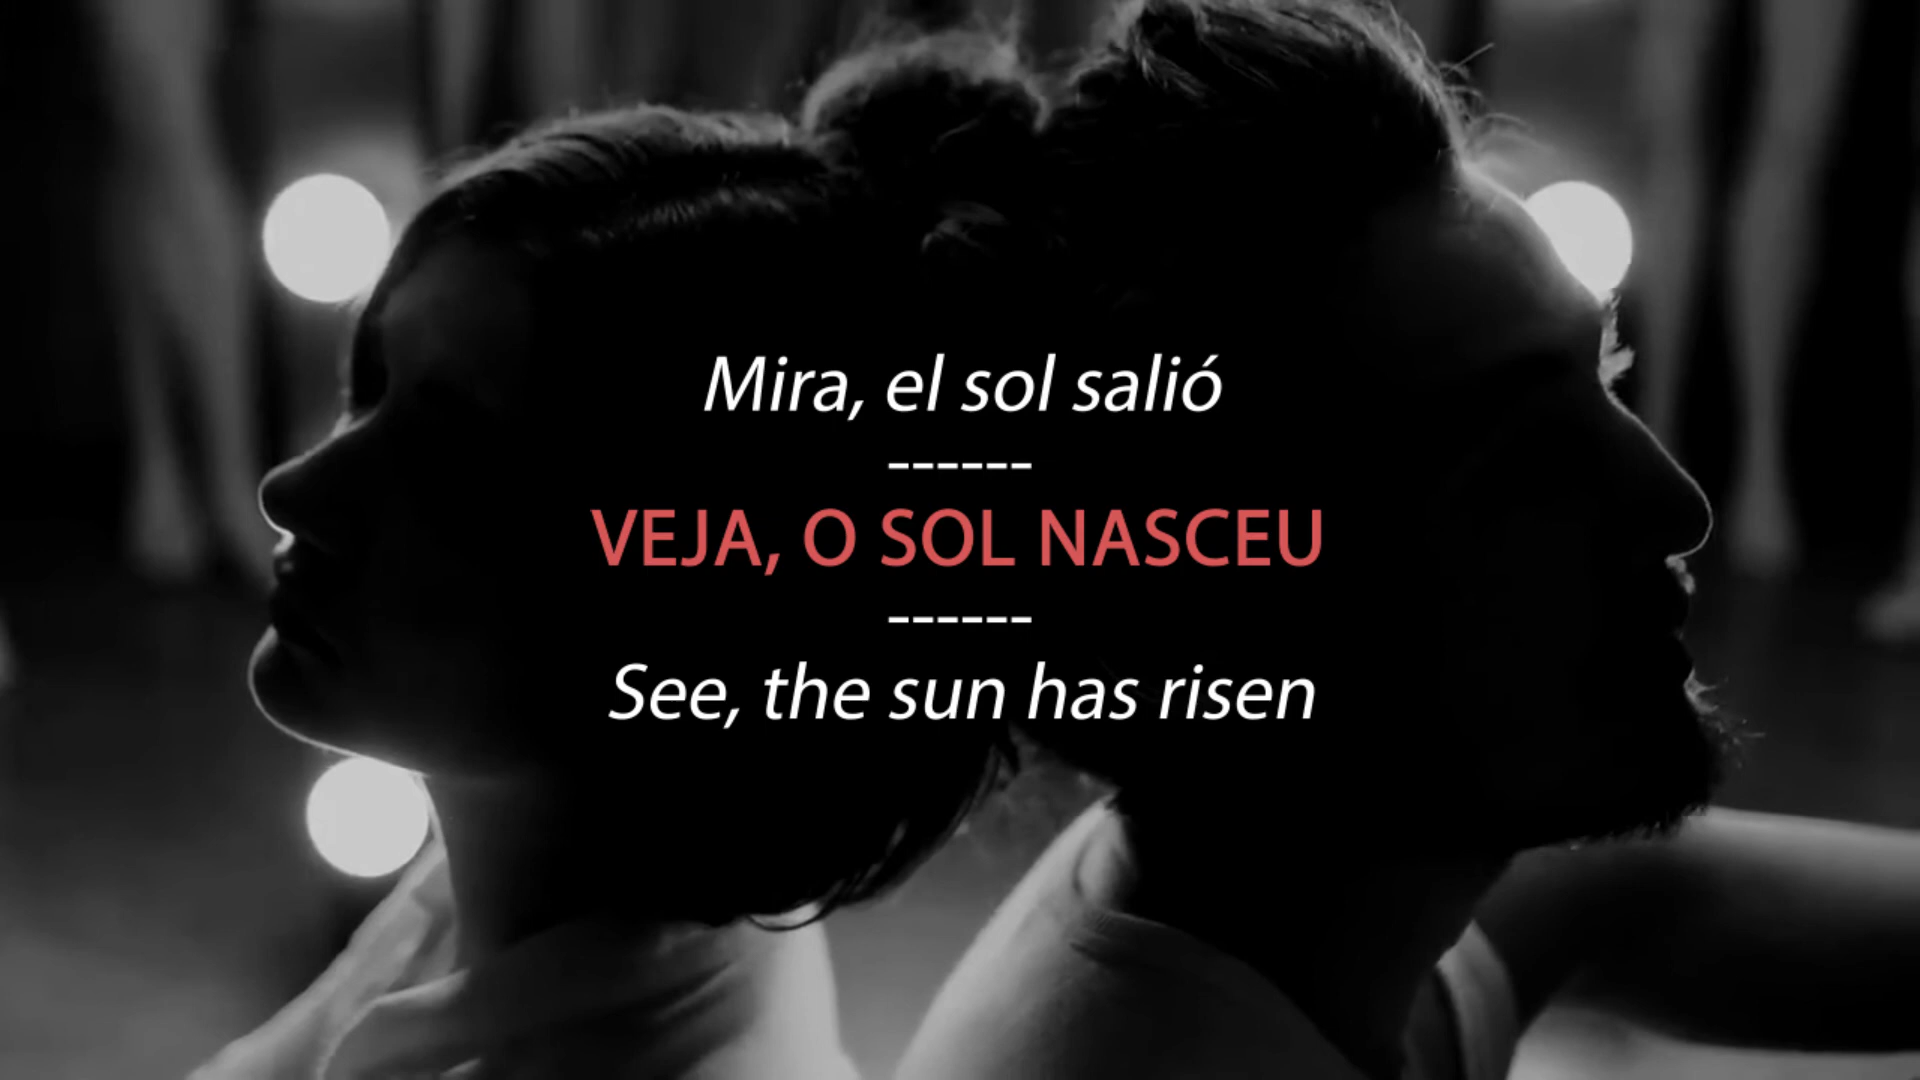 Mira, el sol salió
------
VEJA, O SOL NASCEU
------
See, the sun has risen